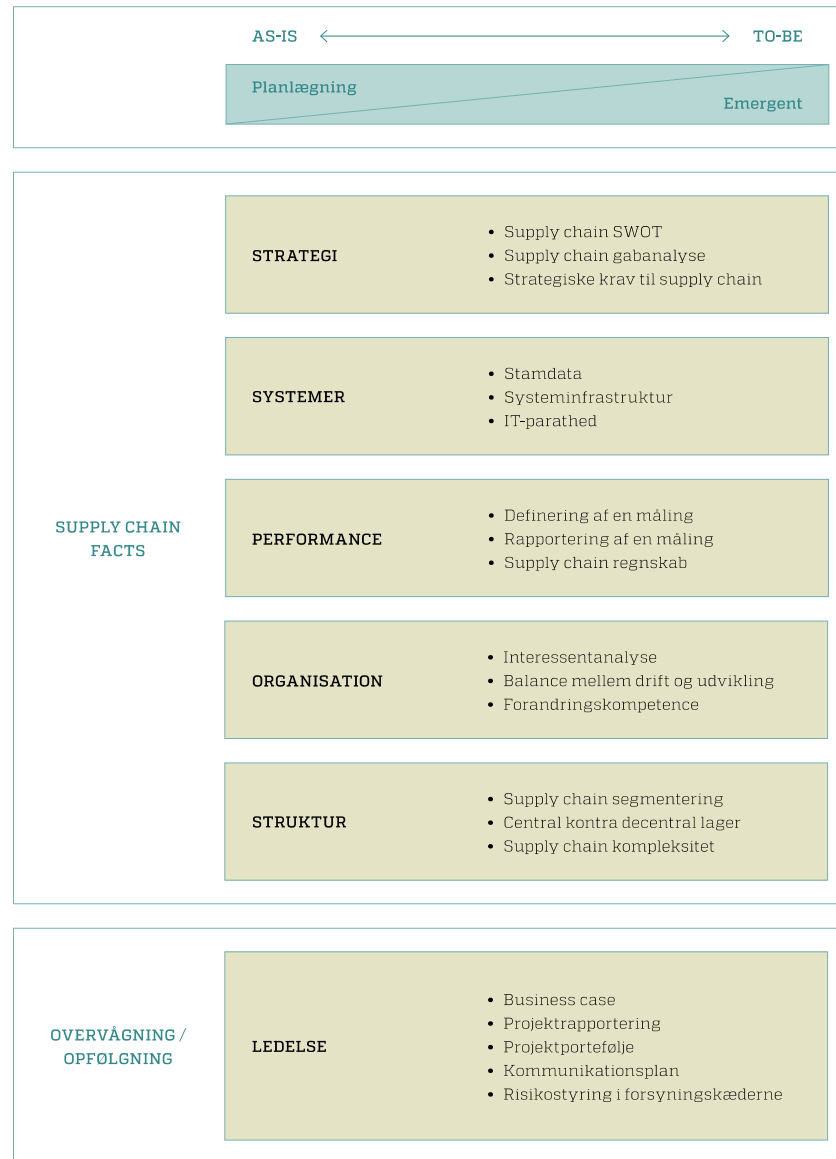 AS-IS TO-BE
Planlægning
Emergent
STRATEGI
• Supply chain SWOT
• Supply chain gabanalyse
• Strategiske krav til supply chain
SYSTEMER
• Stamdata
• Systeminfrastruktur
• IT-parathed
SUPPLY CHAIN
FACTS
PERFORMANCE
• Definering af en måling
• Rapportering af en måling
• Supply chain regnskab
ORGANISATION
• Interessentanalyse
• Balance mellem drift og udvikling
• Forandringskompetence
STRUKTUR
• Supply chain segmentering
• Central kontra decentral lager
• Supply chain kompleksitet
OVERVÅGNING /
OPFØLGNING
LEDELSE
• Business case
• Projektrapportering
• Projektportefølje
• Kommunikationsplan
• Risikostyring i forsyningskæderne